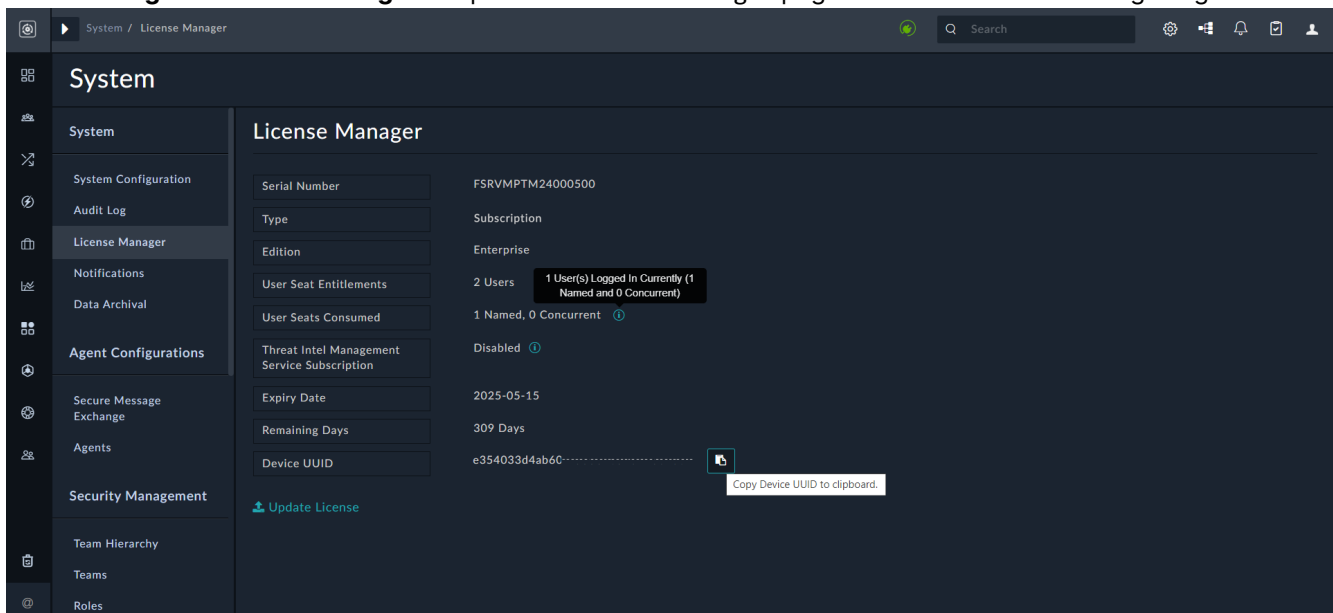 System / License Manager
Search
System
System
System Configuration
Audit Log
License Manager
Notifications
Data Archival
Agent Configurations
Secure Message
Exchange
Agents
Security Management
Team Hierarchy
Teams
Roles
License Manager
Serial Number FSRVMPTM24000500
Type Subscription
Edition Enterprise
User Seat Entitlements 2 Users
1 User(s) Logged In Currently (1
Named and 0 Concurrent)
User Seats Consumed 1 Named, 0 Concurrent
Threat Intel Management
Service Subscription
Disabled
Expiry Date 2025-05-15
Remaining Days 309 Days
Device UUID
Copy Device UUID to clipboard.
Update License